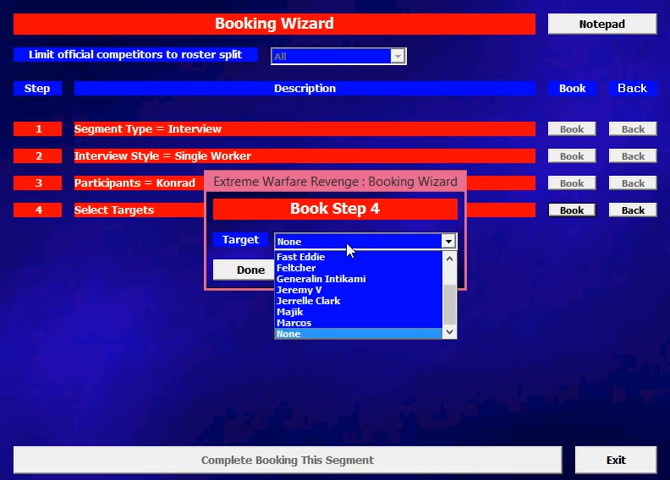 Booking Wizard
Notepad
Limit official competitors to roster split
All
Step Description Book Back
1 Segment Type = Interview Book Back
2 Interview Style = Single Worker Book Back
3 Participants = Konrad Book Back
4 Select Targets Book Back
Extreme Warfare Revenge : Booking Wizard
Book Step 4
Target None
Done
Fast Eddie
Feltcher
Generalin Intikami
Jeremy V
Jerrelle Clark
Majik
Marcos
None
Complete Booking This Segment
Exit